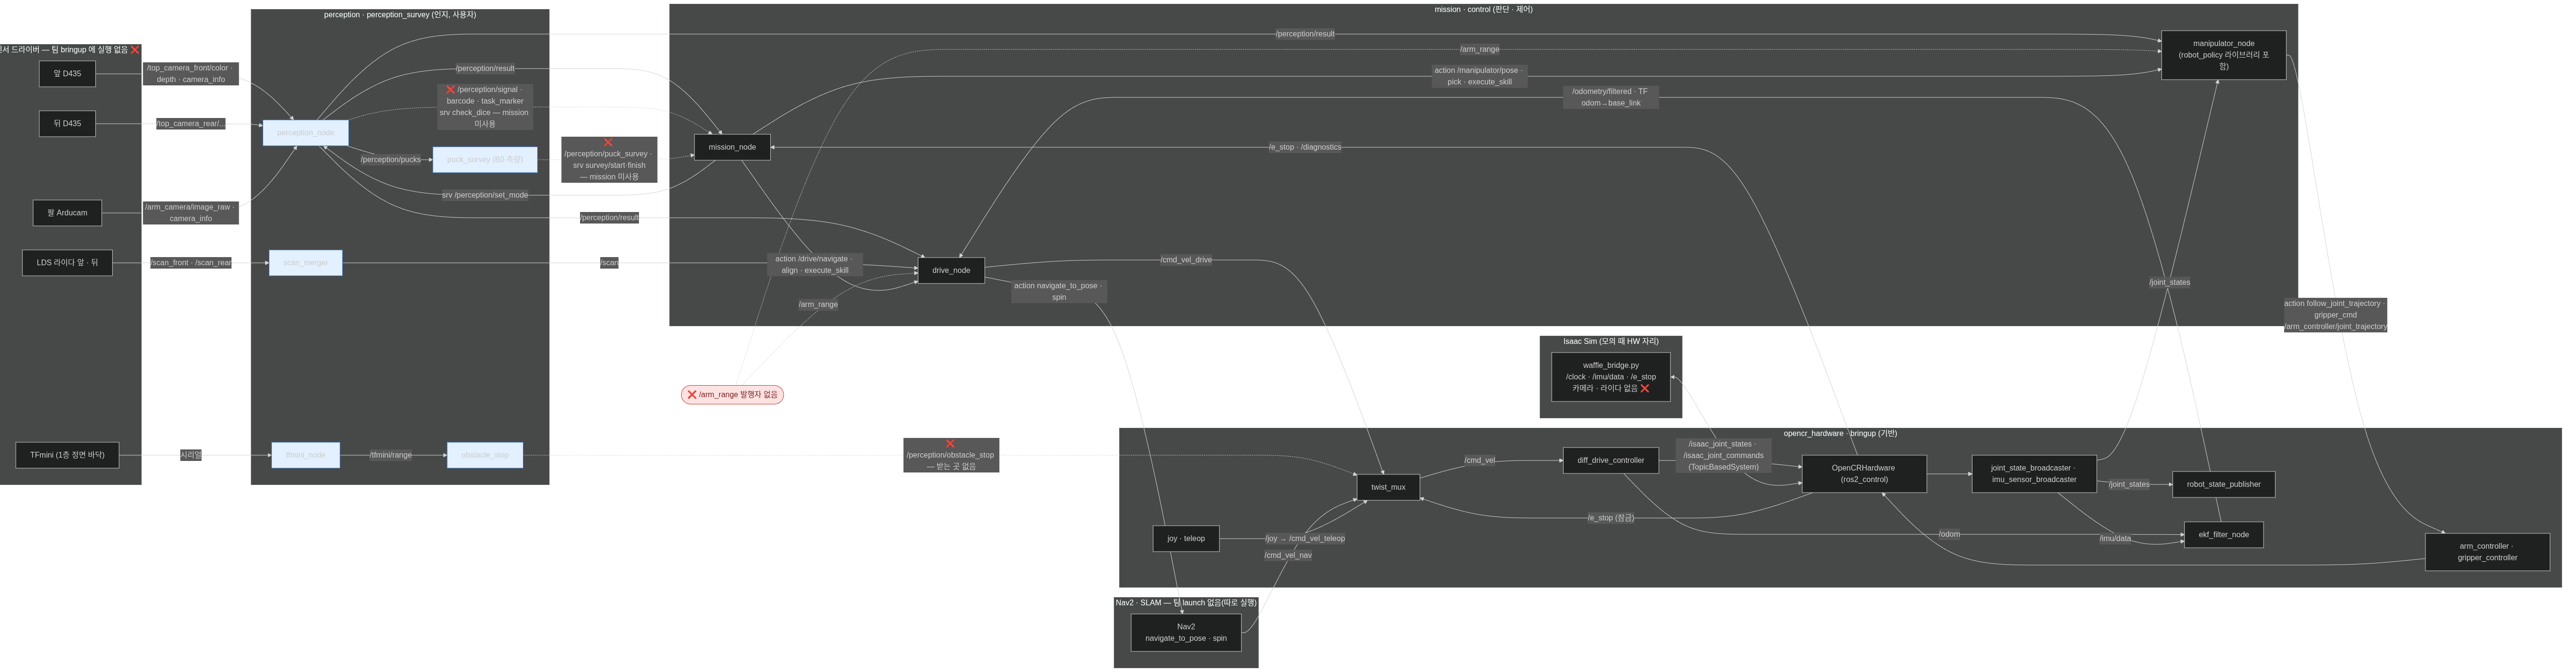 서 드라이버 — 팀 bringup 에 실행 없음 ❌
앞 D435
뒤 D435
팔 Arducam
LDS 라이다 앞 · 뒤
TFmini (1층 정면 바닥)
/top_camera_front/color ·
depth · camera_info
/top_camera_rear/...
/arm_camera/image_raw ·
camera_info
/scan_front · /scan_rear
시리얼
perception · perception_survey (인지, 사용자)
perception_node
/perception/pucks
puck_survey (B0 측량)
scan_merger
tfmini_node
/tfmini/range
obstacle_stop
/perception/result
❌ /perception/signal ·
barcode · task_marker
srv check_dice — mission
미사용
srv /perception/set_mode
❌
/perception/puck_survey ·
srv survey/start·finish
— mission 미사용
/perception/result
/scan
mission · control (판단 · 제어)
/perception/result
/arm_range
action /manipulator/pose ·
pick · execute_skill
/odometry/filtered · TF
odom→base_link
manipulator_node
(robot_policy 라이브러리 포
함)
mission_node
/e_stop · /diagnostics
action /drive/navigate ·
align · execute_skill
drive_node
/cmd_vel_drive
/arm_range
action navigate_to_pose ·
spin
/joint_states
action follow_joint_trajectory ·
gripper_cmd
/arm_controller/joint_trajectory
❌ /arm_range 발행자 없음
Isaac Sim (모의 때 HW 자리)
waffle_bridge.py
/clock · /imu/data · /e_stop
카메라 · 라이다 없음 ❌
❌
/perception/obstacle_stop
— 받는 곳 없음
opencr_hardware · bringup (기반)
twist_mux
/cmd_vel
diff_drive_controller
/isaac_joint_states ·
/isaac_joint_commands
(TopicBasedSystem)
OpenCRHardware
(ros2_control)
joint_state_broadcaster ·
imu_sensor_broadcaster
/joint_states
robot_state_publisher
/e_stop (잠금)
joy · teleop
/joy → /cmd_vel_teleop
/cmd_vel_nav
/odom
/imu/data
ekf_filter_node
arm_controller ·
gripper_controller
Nav2 · SLAM — 팀 launch 없음(따로 실행)
Nav2
navigate_to_pose · spin